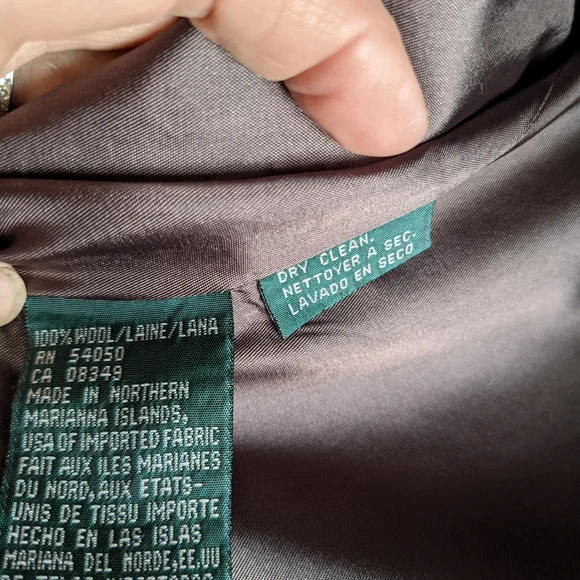 100% WOOL/LAINE/LANA
RN 54050
CA 08349
MADE IN NORTHERN
MARIANNA ISLANDS,
USA OF IMPORTED FABRIC
FAIT AUX ILES MARIANES
DU NORD, AUX ETATS-
UNIS DE TISSU IMPORTE
HECHO EN LAS ISLAS
MARIANA DEL NORDE, EE.UU
DRY CLEAN.
NETTOYER A SEC.
LAVADO EN SECO